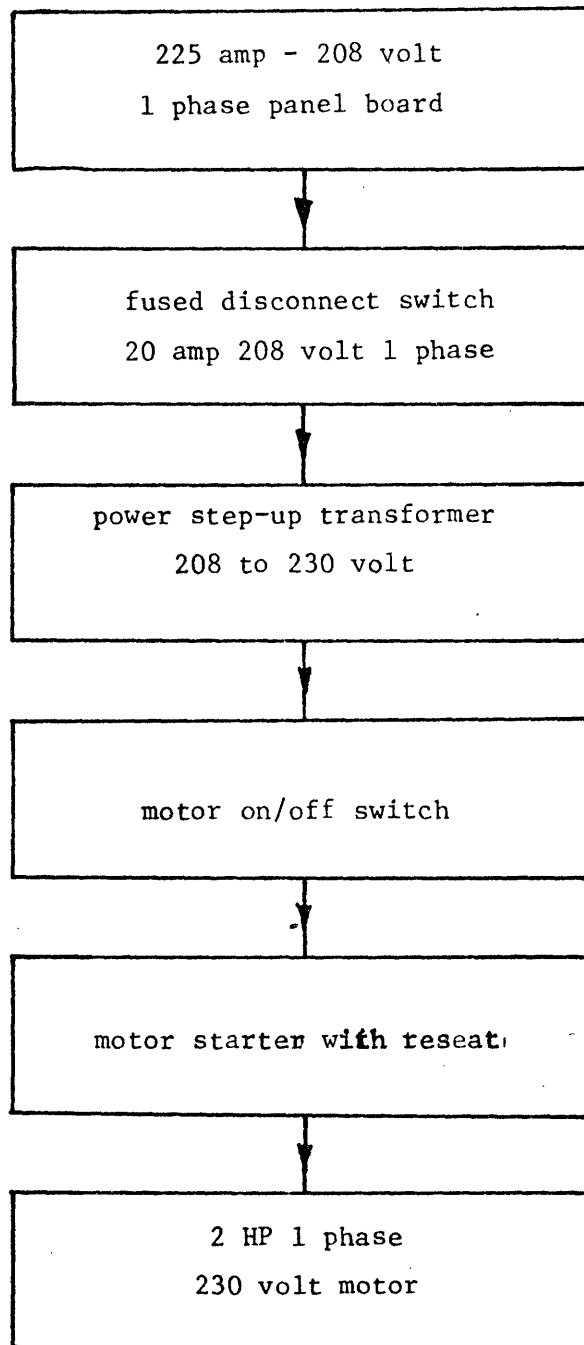 225 amp - 208 volt
1 phase panel board
fused disconnect switch
20 amp 208 volt 1 phase
power step-up transformer
208 to 230 volt
motor on/off switch
motor starter with reseat
2 HP 1 phase
230 volt motor